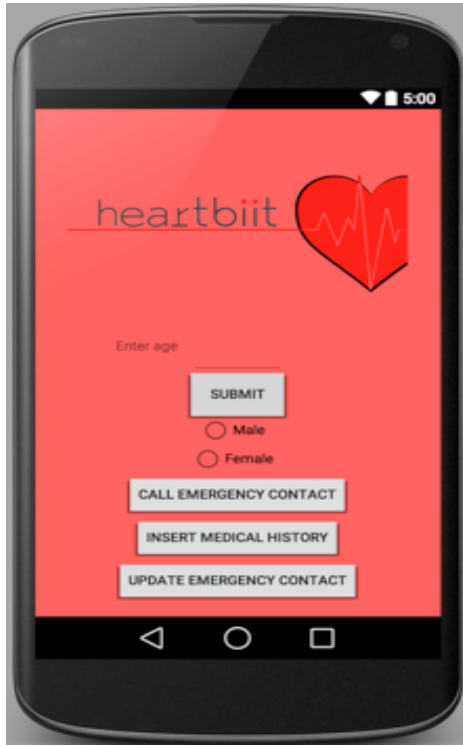 5:00
heartbiit
Enter age
SUBMIT
Male
Female
CALL EMERGENCY CONTACT
INSERT MEDICAL HISTORY
UPDATE EMERGENCY CONTACT